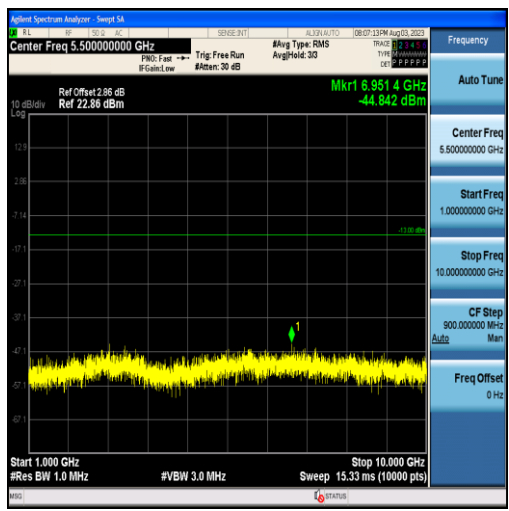 Agilent Spectrum Analyzer - Swept SA
RL RF 50 Ω AC SENSE:INT ALIGN AUTO 08:07:13PM Aug 03, 2023
Center Freq 5.500000000 GHz
#Avg Type: RMS
TRACE 1 2 3 4 5 6
PNO: Fast
Trig: Free Run
Avg|Hold: 3/3
TYPE
IFGain:Low
#Atten: 30 dB
DET P P P P P P
Frequency
Auto Tune
Mkr1 6.951 4 GHz
-44.842 dBm
Ref Offset 2.86 dB
10 dB/div Ref 22.86 dBm
Log
12.9
2.86
-7.14
-13.00 dBm
-17.1
-27.1
-37.1
1
-47.1
-57.1
-67.1
Center Freq
5.500000000 GHz
Start Freq
1.000000000 GHz
Stop Freq
10.000000000 GHz
CF Step
900.000000 MHz
Auto Man
Freq Offset
0 Hz
Start 1.000 GHz Stop 10.000 GHz
#Res BW 1.0 MHz #VBW 3.0 MHz Sweep 15.33 ms (10000 pts)
MSG STATUS